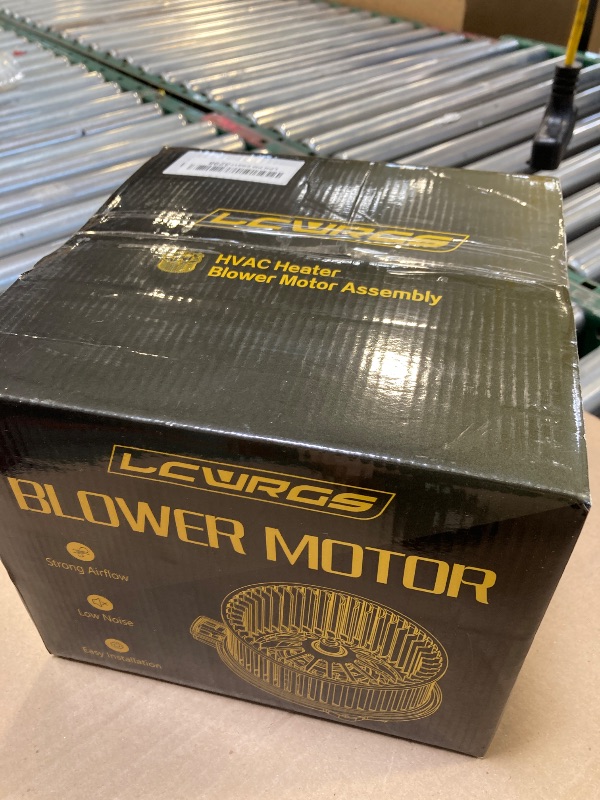 LCWRGS
HVAC Heater
Blower Motor Assembly
LCWRGS
BLOWER MOTOR
Strong Airflow
Low Noise
Easy Installation